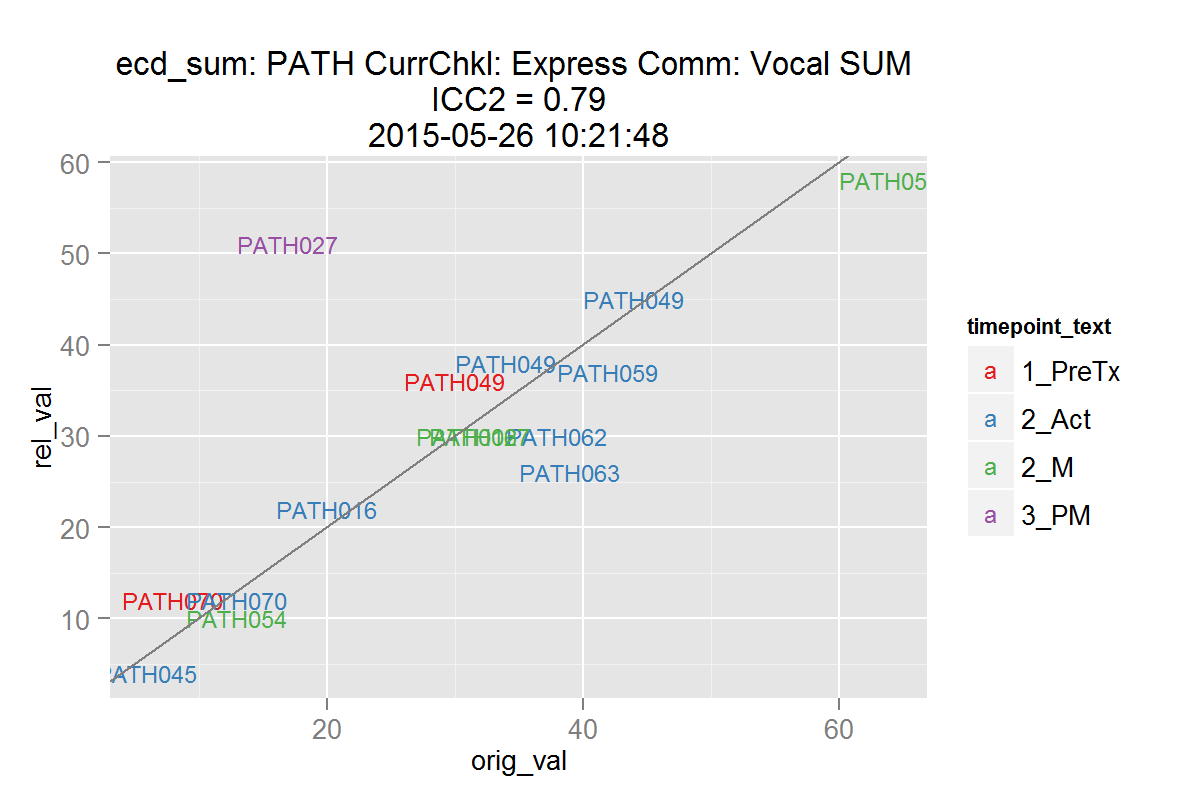 ecd_sum: PATH CurrChkl: Express Comm: Vocal SUM
ICC2 = 0.79
2015-05-26 10:21:48
60
50
40
30
20
10
rel_val
PATH05
PATH027
PATH049
PATH049
PATH059
PATH049
PATH062
PATH063
PATH016
PATH070
PATH070
PATH054
PATH045
20
40
60
orig_val
timepoint_text
a 1_PreTx
a 2_Act
a 2_M
a 3_PM